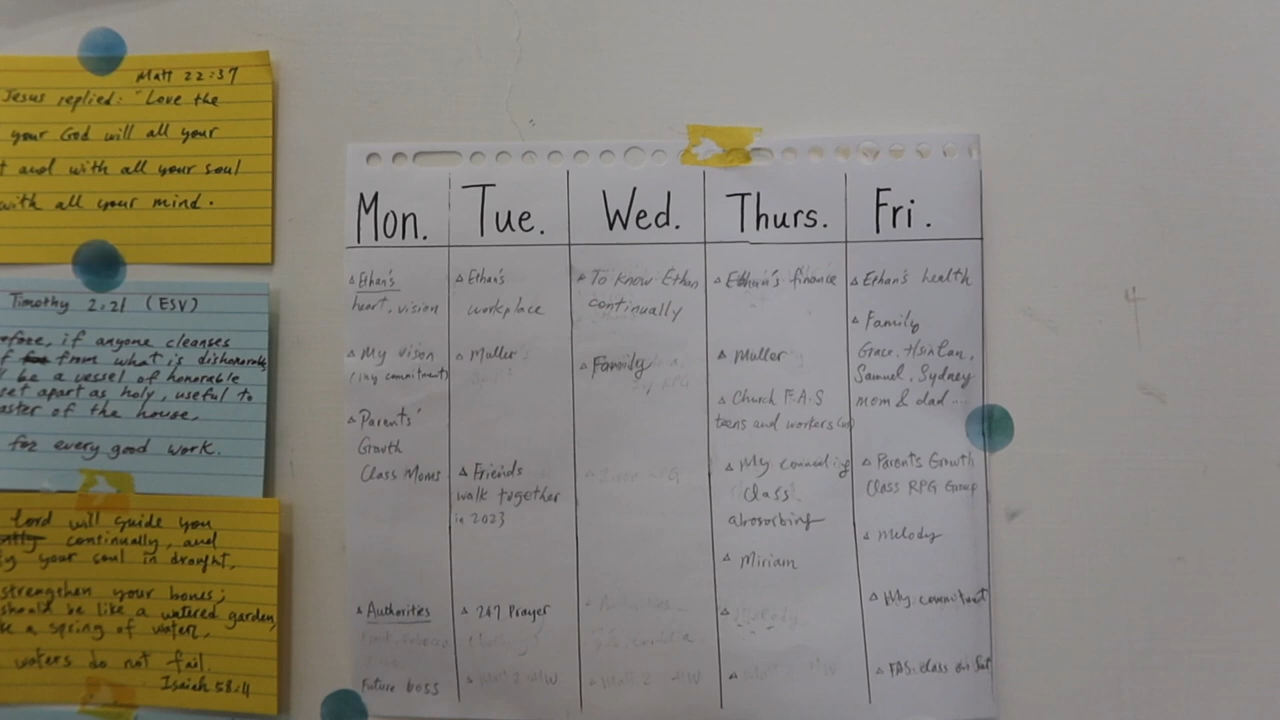 Matt 22:37
Jesus replied: "Love the
your God will all your
and with all your soul
with all your mind.
Timothy 2:21 (ESV)
if anyone cleanses
from what is dishonorable
be a vessel of honorable
set apart as holy, useful to
of the house,
for every good work.
Lord will guide you
continually, and
your soul in drought,
strengthen your bones;
should be like a watered garden,
a spring of water,
waters do not fail.
Isaiah 58:11
Mon.
△ Ethan's
heart, vision
△ My vision
(my commitment)
△ Parents'
Growth
Class Moms
△ Authorities
Future boss
Tue.
△ Ethan's
workplace
△ Muller
△ Friends
walk together
in 2023
△ 247 Prayer
Wed.
△ To know Ethan
continually
△ Family
Thurs.
△ Ethan's finance
△ Muller
△ Church F.A.S
teens and workers
△ My
Class
abosorbing
△ Miriam
Fri.
△ Ethan's health
△ Family
Grace, HsinEan,
Samuel, Sydney
mom & dad ....
△ Parents Growth
Class RPG Group
△ Melody
△ My commitment
△ FAS. class on Sat